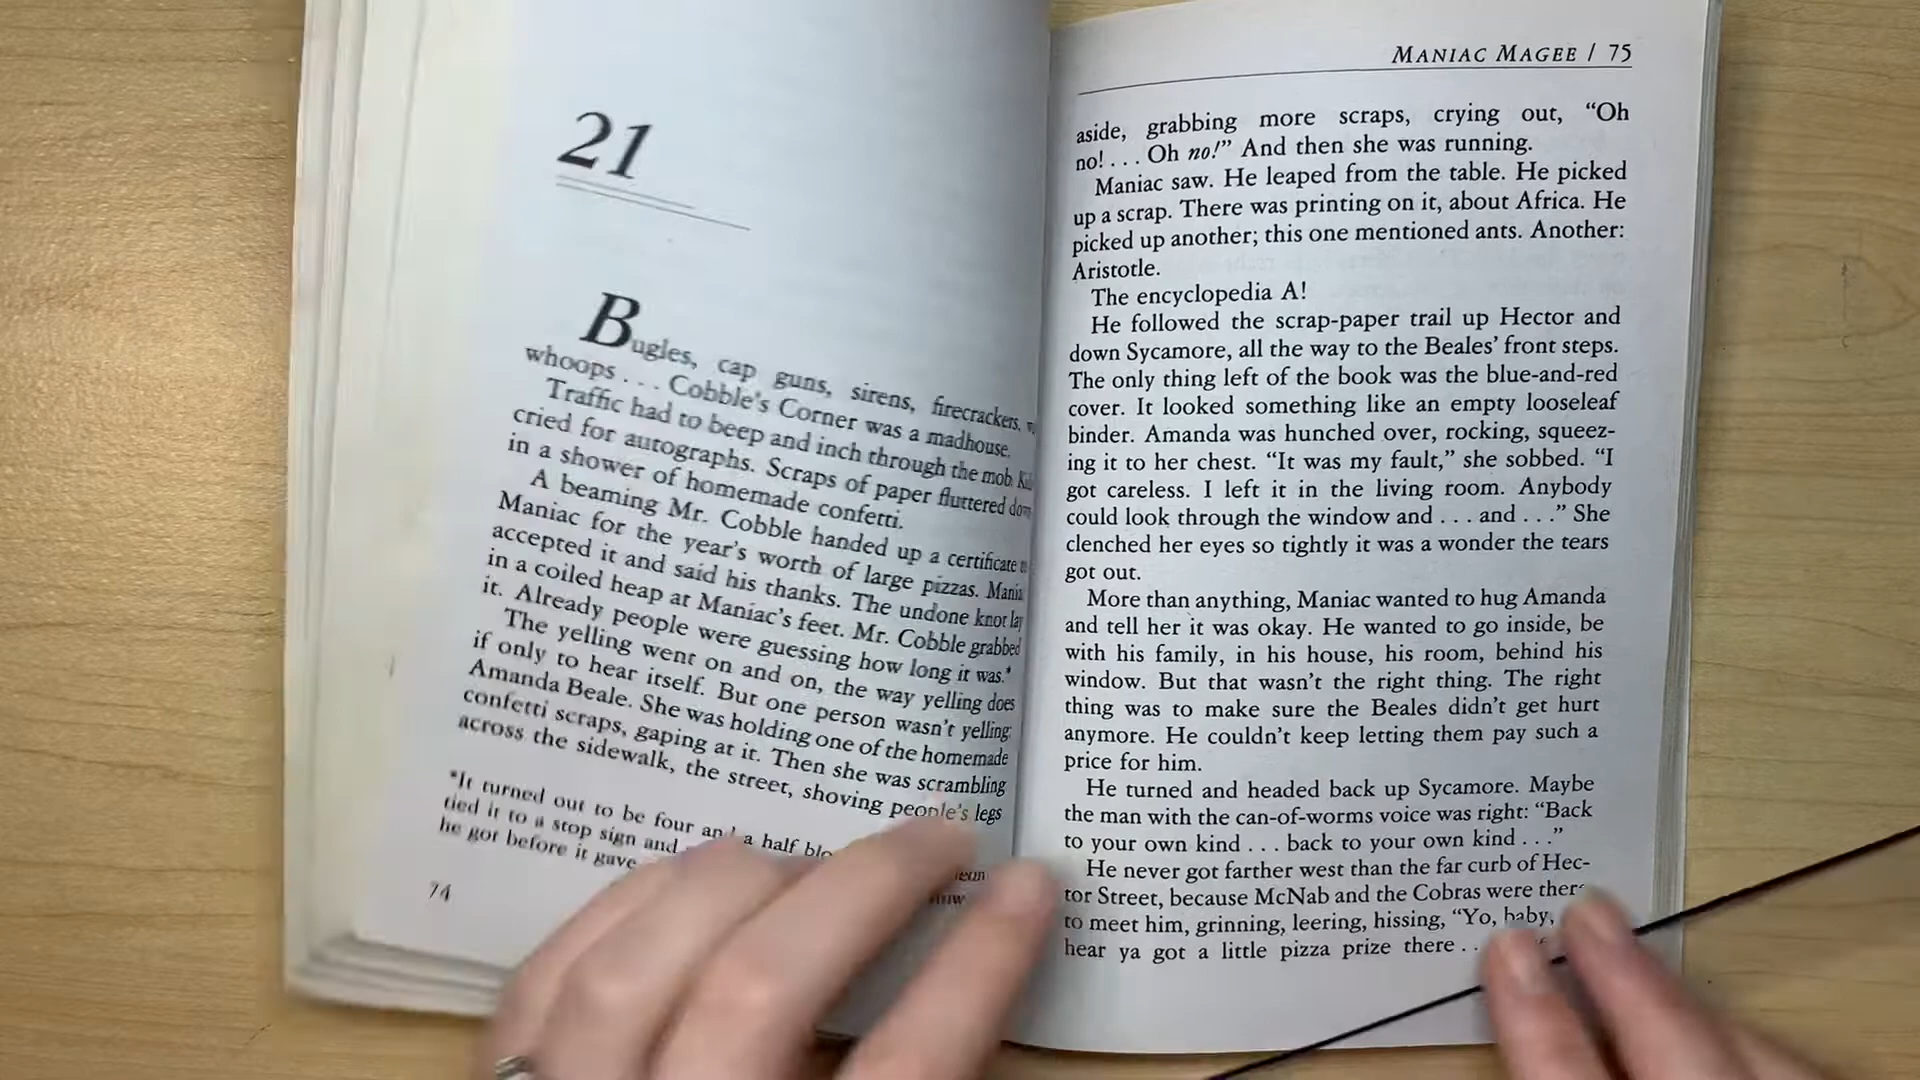 21
Bugles, cap guns, sirens, firecrackers,
whoops . . . Cobble's Corner was a madhouse.
Traffic had to beep and inch through the mob.
cried for autographs. Scraps of paper fluttered
in a shower of homemade confetti.
A beaming Mr. Cobble handed up a certificate
Maniac for the year's worth of large pizzas.
accepted it and said his thanks. The undone knot lay
in a coiled heap at Maniac's feet. Mr. Cobble grabbed
it. Already people were guessing how long it was.*
The yelling went on and on, the way yelling does
if only to hear itself. But one person wasn't yelling:
Amanda Beale. She was holding one of the homemade
confetti scraps, gaping at it. Then she was scrambling
across the sidewalk, the street, shoving people's legs
*It turned out to be four and a half
tied it to a stop sign and
he got before it gave
74
MANIAC MAGEE / 75
aside, grabbing more scraps, crying out, “Oh
no! . . . Oh no!” And then she was running.
Maniac saw. He leaped from the table. He picked
up a scrap. There was printing on it, about Africa. He
picked up another; this one mentioned ants. Another:
Aristotle.
The encyclopedia A!
He followed the scrap-paper trail up Hector and
down Sycamore, all the way to the Beales' front steps.
The only thing left of the book was the blue-and-red
cover. It looked something like an empty looseleaf
binder. Amanda was hunched over, rocking, squeez-
ing it to her chest. “It was my fault,” she sobbed. “I
got careless. I left it in the living room. Anybody
could look through the window and . . . and . . .” She
clenched her eyes so tightly it was a wonder the tears
got out.
More than anything, Maniac wanted to hug Amanda
and tell her it was okay. He wanted to go inside, be
with his family, in his house, his room, behind his
window. But that wasn't the right thing. The right
thing was to make sure the Beales didn't get hurt
anymore. He couldn't keep letting them pay such a
price for him.
He turned and headed back up Sycamore. Maybe
the man with the can-of-worms voice was right: “Back
to your own kind . . . back to your own kind . . .”
He never got farther west than the far curb of Hec-
tor Street, because McNab and the Cobras were there
to meet him, grinning, leering, hissing, “Yo, baby,
hear ya got a little pizza prize there . .